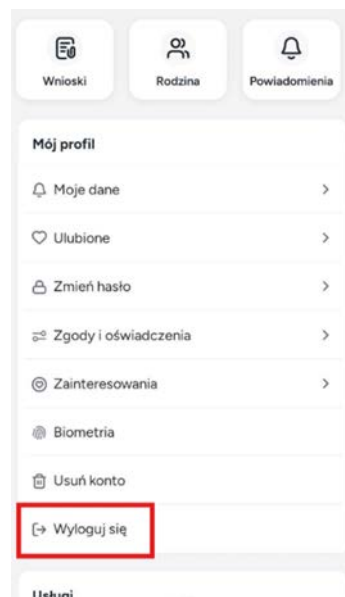 Wnioski
Rodzina
Powiadomienia
Mój profil
Moje dane
Ulubione
Zmień hasło
Zgody i oświadczenia
Zainteresowania
Biometria
Usuń konto
Wyloguj się
Usługi